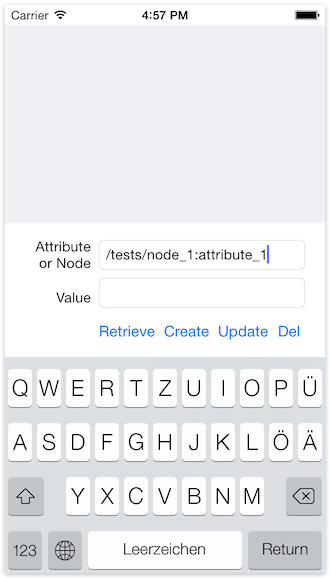 Carrier 4:57 PM
Attribute
or Node
/tests/node_1:attribute_1
Value
Retrieve Create Update Del
Q W E R T Z U I O P Ü
A S D F G H J K L Ö Ä
Y X C V B N M
123 Leerzeichen Return